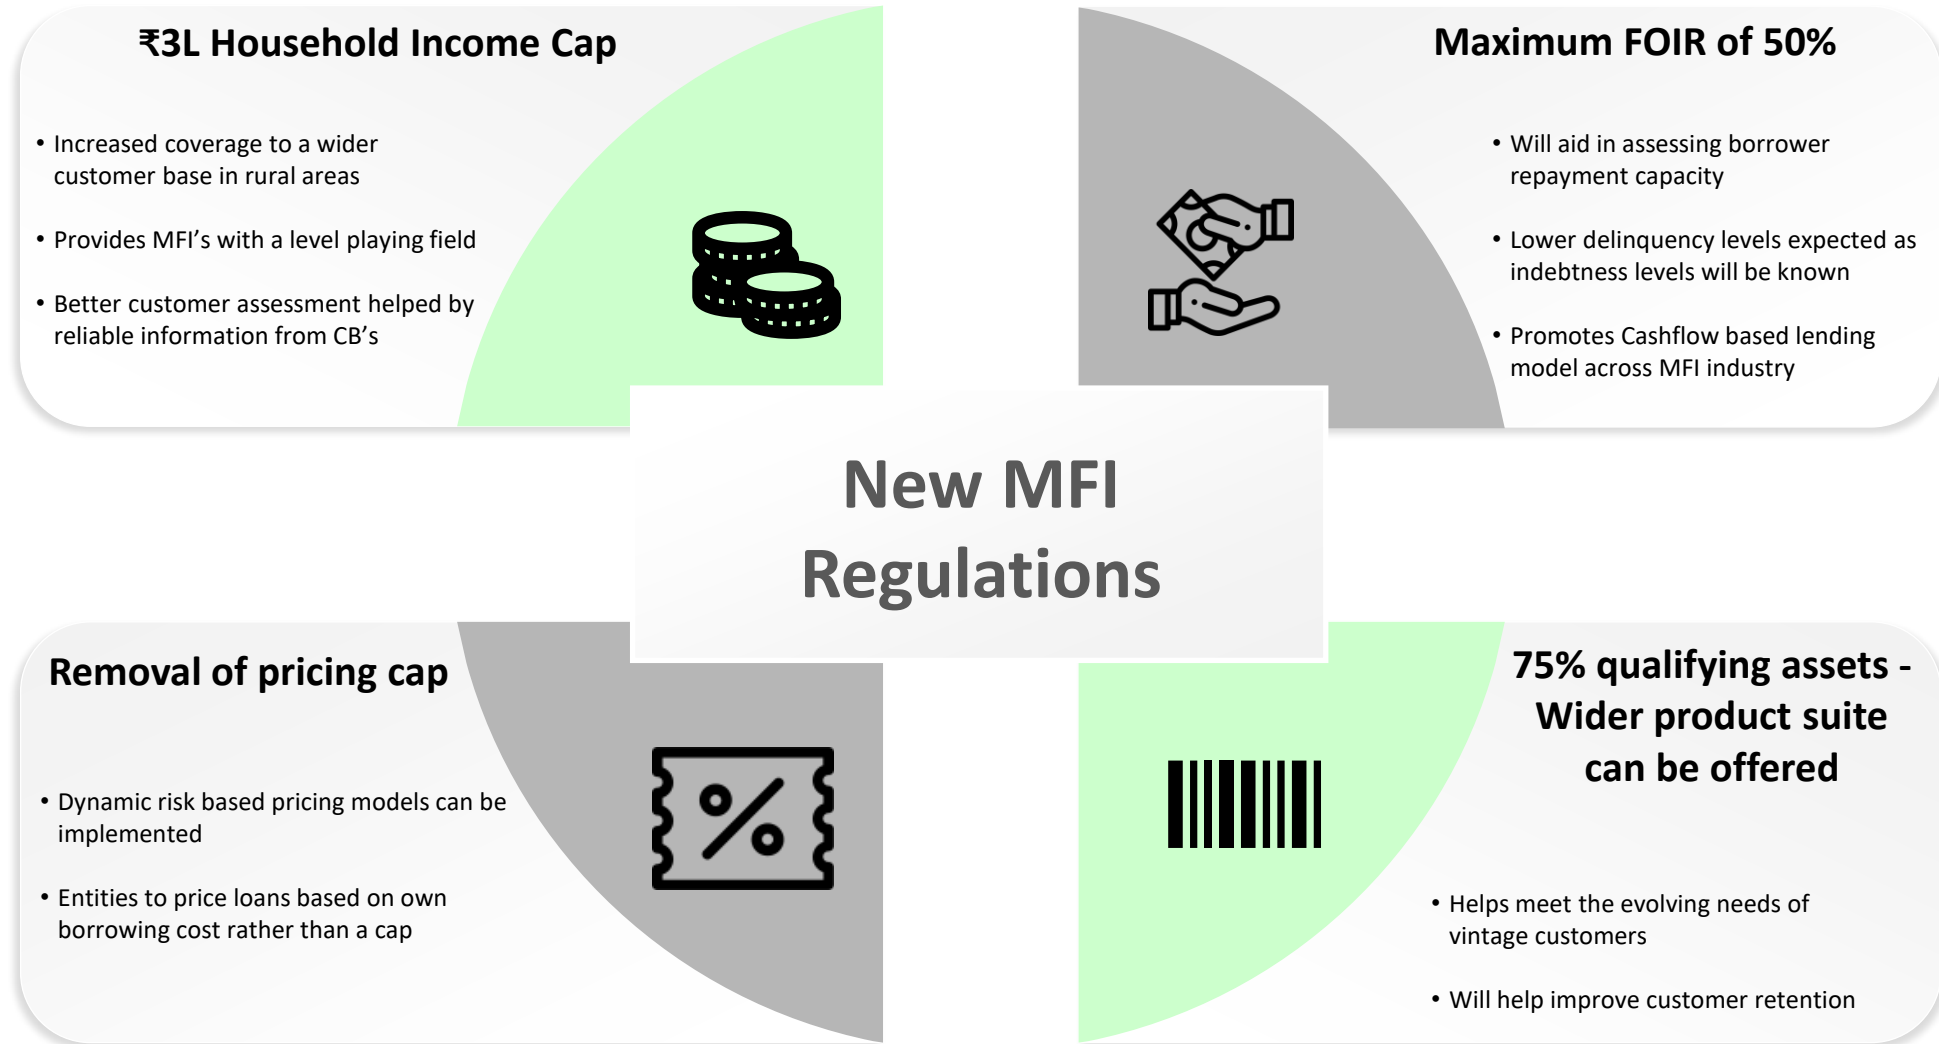 ₹3L Household Income Cap
• Increased coverage to a wider
customer base in rural areas
• Provides MFI’s with a level playing field
• Better customer assessment helped by
reliable information from CB’s
Maximum FOIR of 50%
• Will aid in assessing borrower
repayment capacity
• Lower delinquency levels expected as
indebtness levels will be known
• Promotes Cashflow based lending
model across MFI industry
New MFI
Regulations
Removal of pricing cap
• Dynamic risk based pricing models can be
implemented
• Entities to price loans based on own
borrowing cost rather than a cap
75% qualifying assets -
Wider product suite
can be offered
• Helps meet the evolving needs of
vintage customers
• Will help improve customer retention